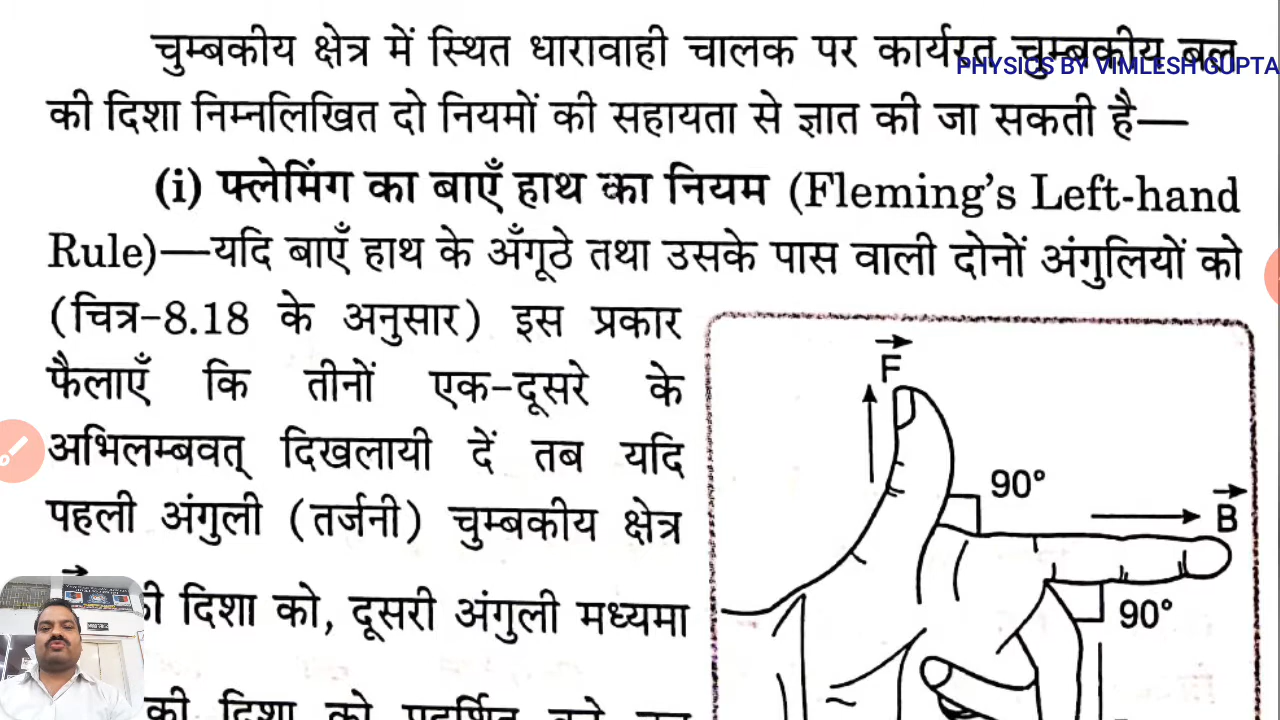 चुम्बकीय क्षेत्र में स्थित धारावाही चालक पर कार्यरत चुम्बकीय बल
PHYSICS BY VIMLESH GUPTA
की दिशा निम्नलिखित दो नियमों की सहायता से ज्ञात की जा सकती है—
(i) फ्लेमिंग का बाएँ हाथ का नियम (Fleming's Left-hand
Rule)—यदि बाएँ हाथ के अँगूठे तथा उसके पास वाली दोनों अंगुलियों को
(चित्र-8.18 के अनुसार) इस प्रकार
फैलाएँ कि तीनों एक-दूसरे के
अभिलम्बवत् दिखलायी दें तब यदि
पहली अंगुली (तर्जनी) चुम्बकीय क्षेत्र
की दिशा को, दूसरी अंगुली मध्यमा
की दिशा को
F
90°
B
90°